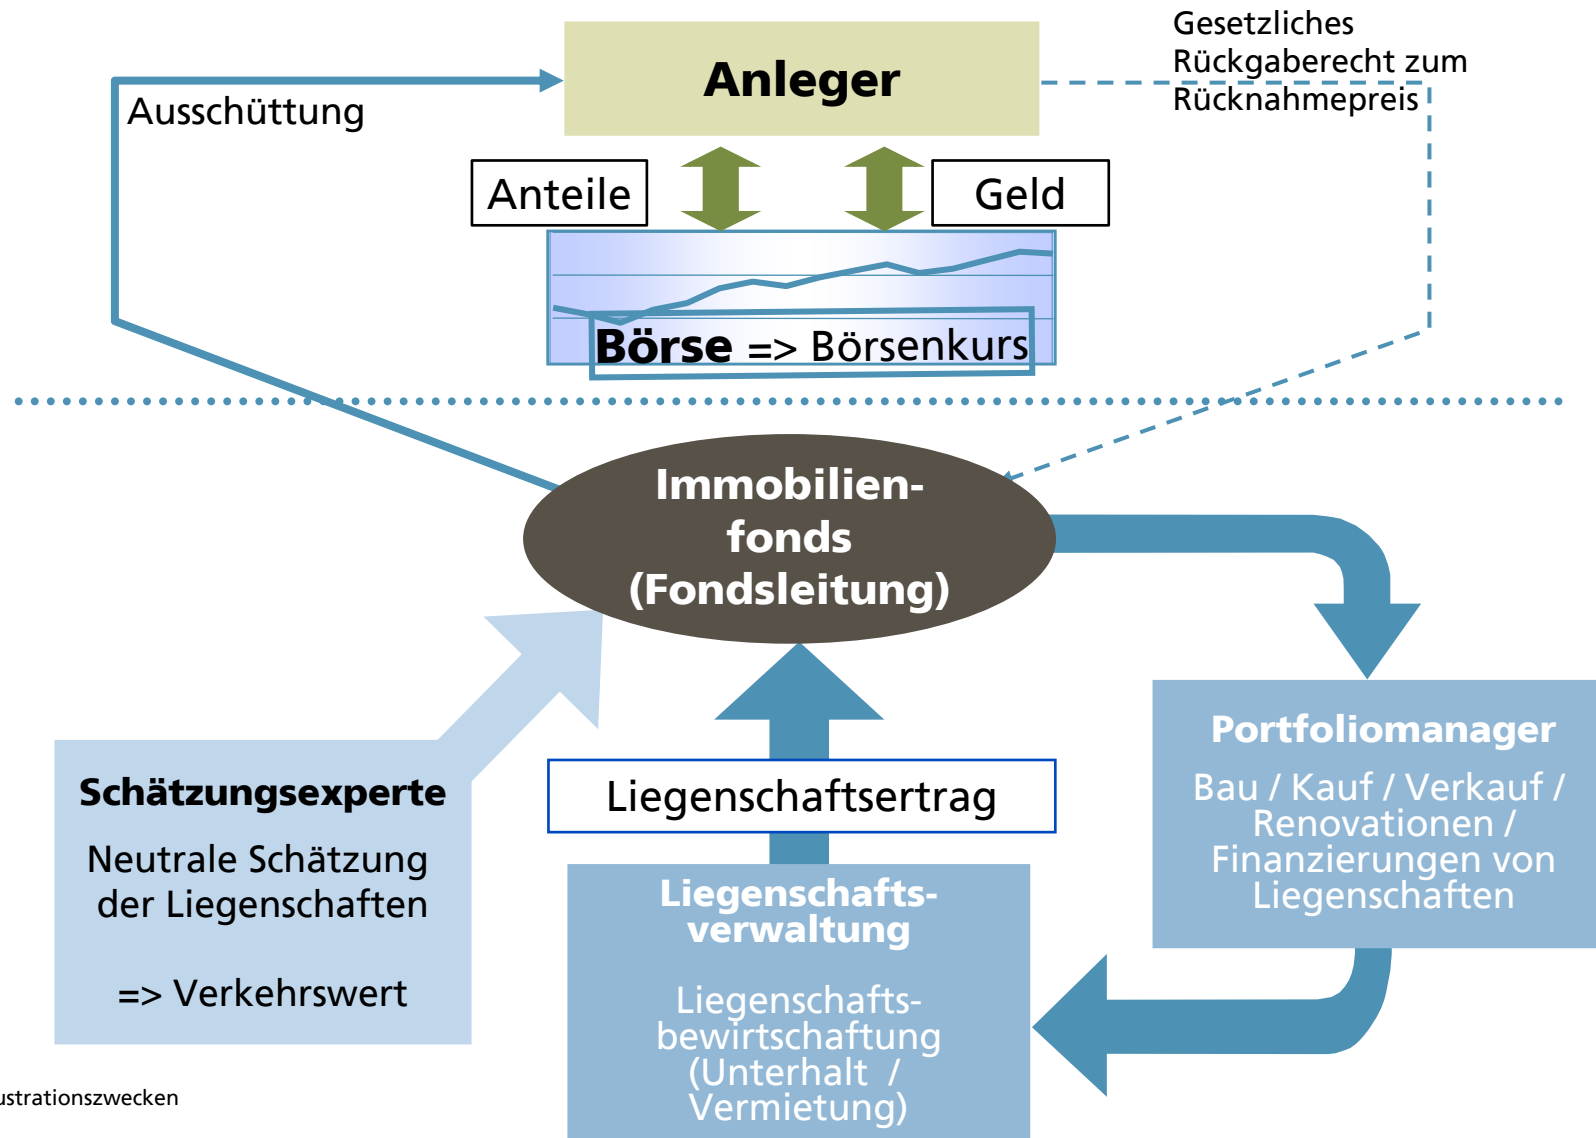 Gesetzliches
Rückgaberecht zum
Rücknahmepreis
Anleger
Ausschüttung
Anteile
Geld
Börse => Börsenkurs
Immobilien-
fonds
(Fondsleitung)
Schätzungsexperte
Neutrale Schätzung
der Liegenschaften
=> Verkehrswert
Liegenschaftsertrag
Liegenschafts-
verwaltung
Liegenschafts-
bewirtschaftung
(Unterhalt /
Vermietung)
Portfoliomanager
Bau / Kauf / Verkauf /
Renovationen /
Finanzierungen von
Liegenschaften
ustrationszwecken